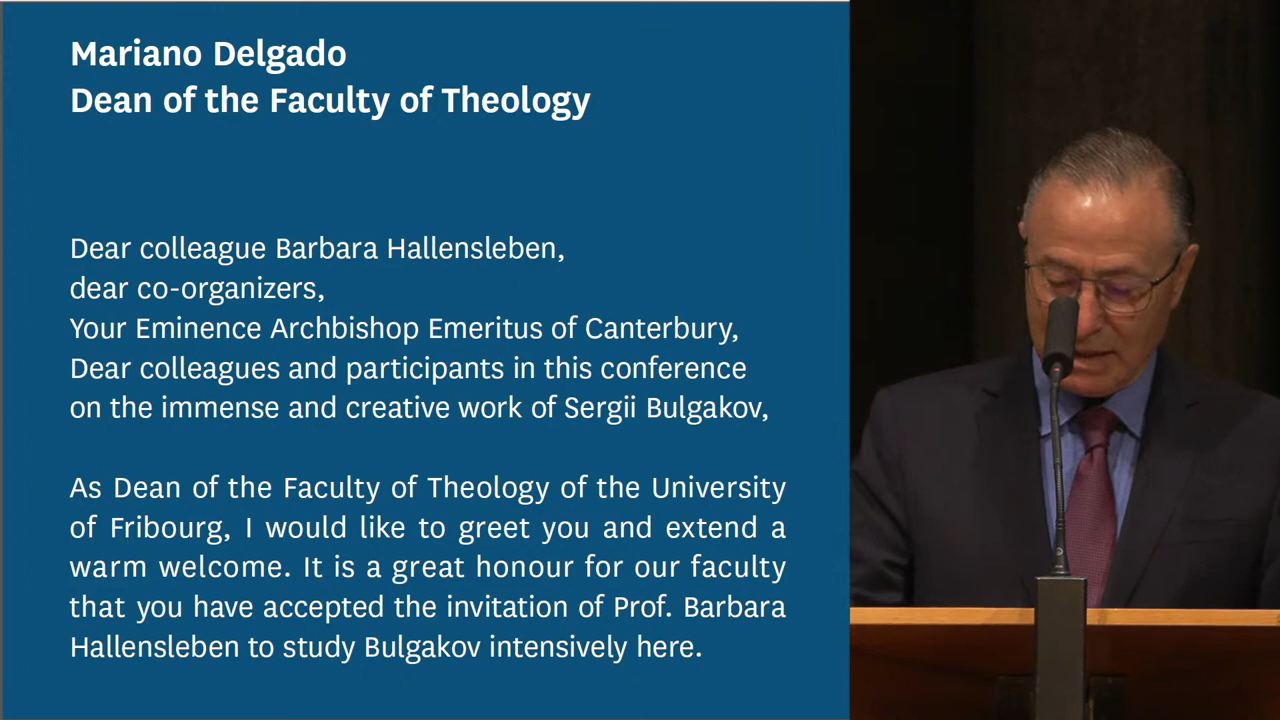 Mariano Delgado
Dean of the Faculty of Theology
Dear colleague Barbara Hallensleben,
dear co-organizers,
Your Eminence Archbishop Emeritus of Canterbury,
Dear colleagues and participants in this conference
on the immense and creative work of Sergii Bulgakov,
As Dean of the Faculty of Theology of the University
of Fribourg, I would like to greet you and extend a
warm welcome. It is a great honour for our faculty
that you have accepted the invitation of Prof. Barbara
Hallensleben to study Bulgakov intensively here.